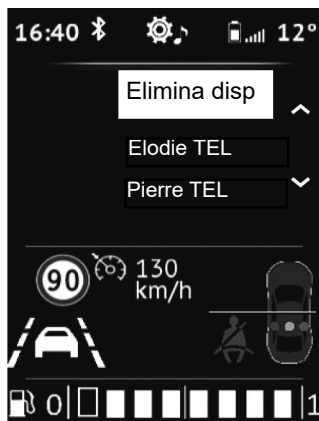 16:40 12°
Elimina disp
Elodie TEL
Pierre TEL
90 130
km/h
0 1